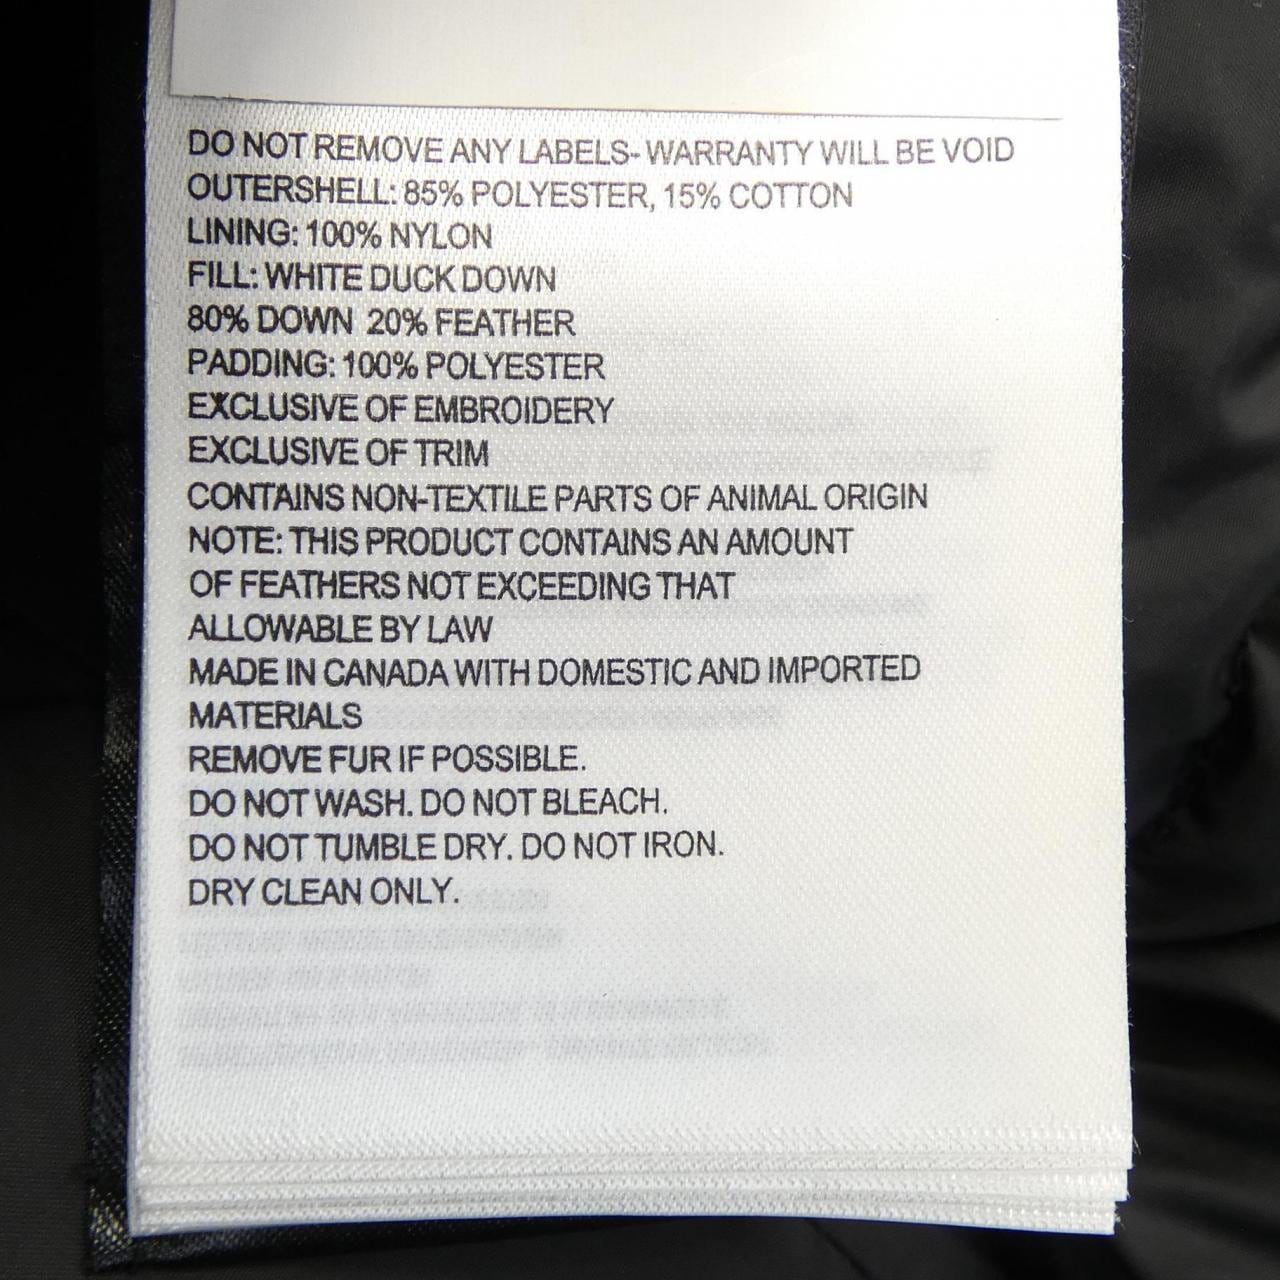 DO NOT REMOVE ANY LABELS- WARRANTY WILL BE VOID
OUTERSHELL: 85% POLYESTER, 15% COTTON
LINING: 100% NYLON
FILL: WHITE DUCK DOWN
80% DOWN 20% FEATHER
PADDING: 100% POLYESTER
EXCLUSIVE OF EMBROIDERY
EXCLUSIVE OF TRIM
CONTAINS NON-TEXTILE PARTS OF ANIMAL ORIGIN
NOTE: THIS PRODUCT CONTAINS AN AMOUNT
OF FEATHERS NOT EXCEEDING THAT
ALLOWABLE BY LAW
MADE IN CANADA WITH DOMESTIC AND IMPORTED
MATERIALS
REMOVE FUR IF POSSIBLE.
DO NOT WASH. DO NOT BLEACH.
DO NOT TUMBLE DRY. DO NOT IRON.
DRY CLEAN ONLY.